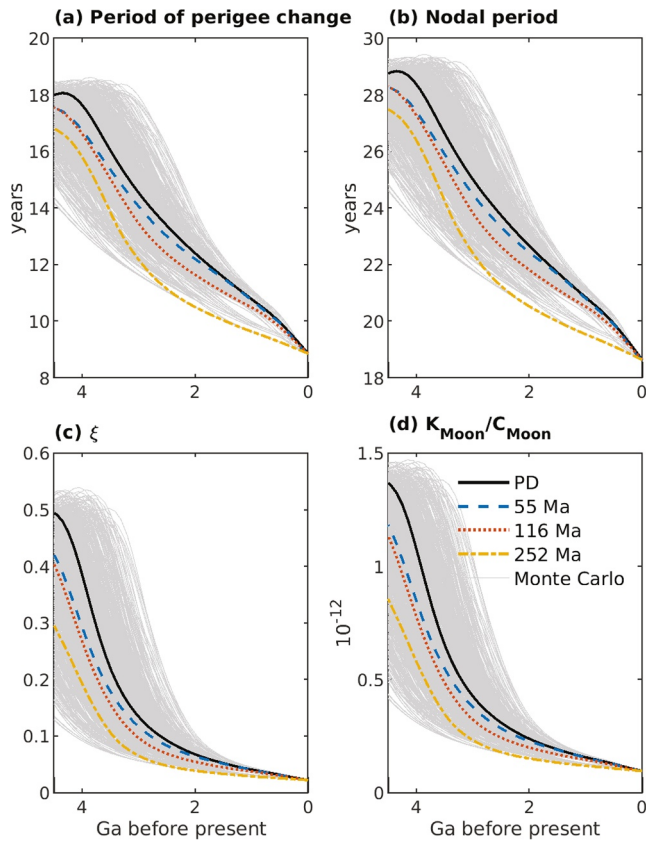 (a) Period of perigee change
20
18
16
14
12
10
8
years
4
2
0
(b) Nodal period
30
28
26
24
22
20
18
years
4
2
0
(c) ξ
0.6
0.5
0.4
0.3
0.2
0.1
0
4
2
0
Ga before present
(d) K_Moon/C_Moon
1.5
1
0.5
0
10^-12
PD
55 Ma
116 Ma
252 Ma
Monte Carlo
4
2
0
Ga before present